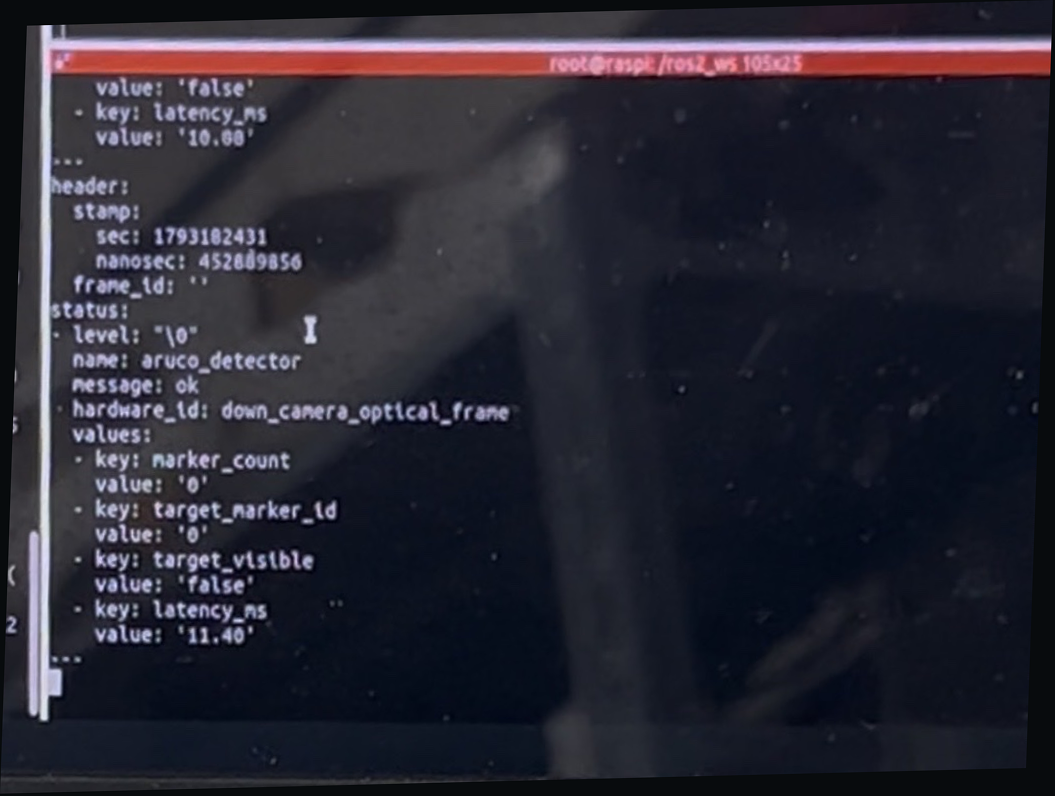 root@raspi: /ros2_ws 105x25
value: 'false'
- key: latency_ms
value: '10.00'
---
header:
stamp:
sec: 1793182431
nanosec: 452889856
frame_id: ''
status:
- level: "\0"
name: aruco_detector
message: ok
hardware_id: down_camera_optical_frame
values:
- key: marker_count
value: '0'
- key: target_marker_id
value: '0'
- key: target_visible
value: 'false'
- key: latency_ms
value: '11.40'
---